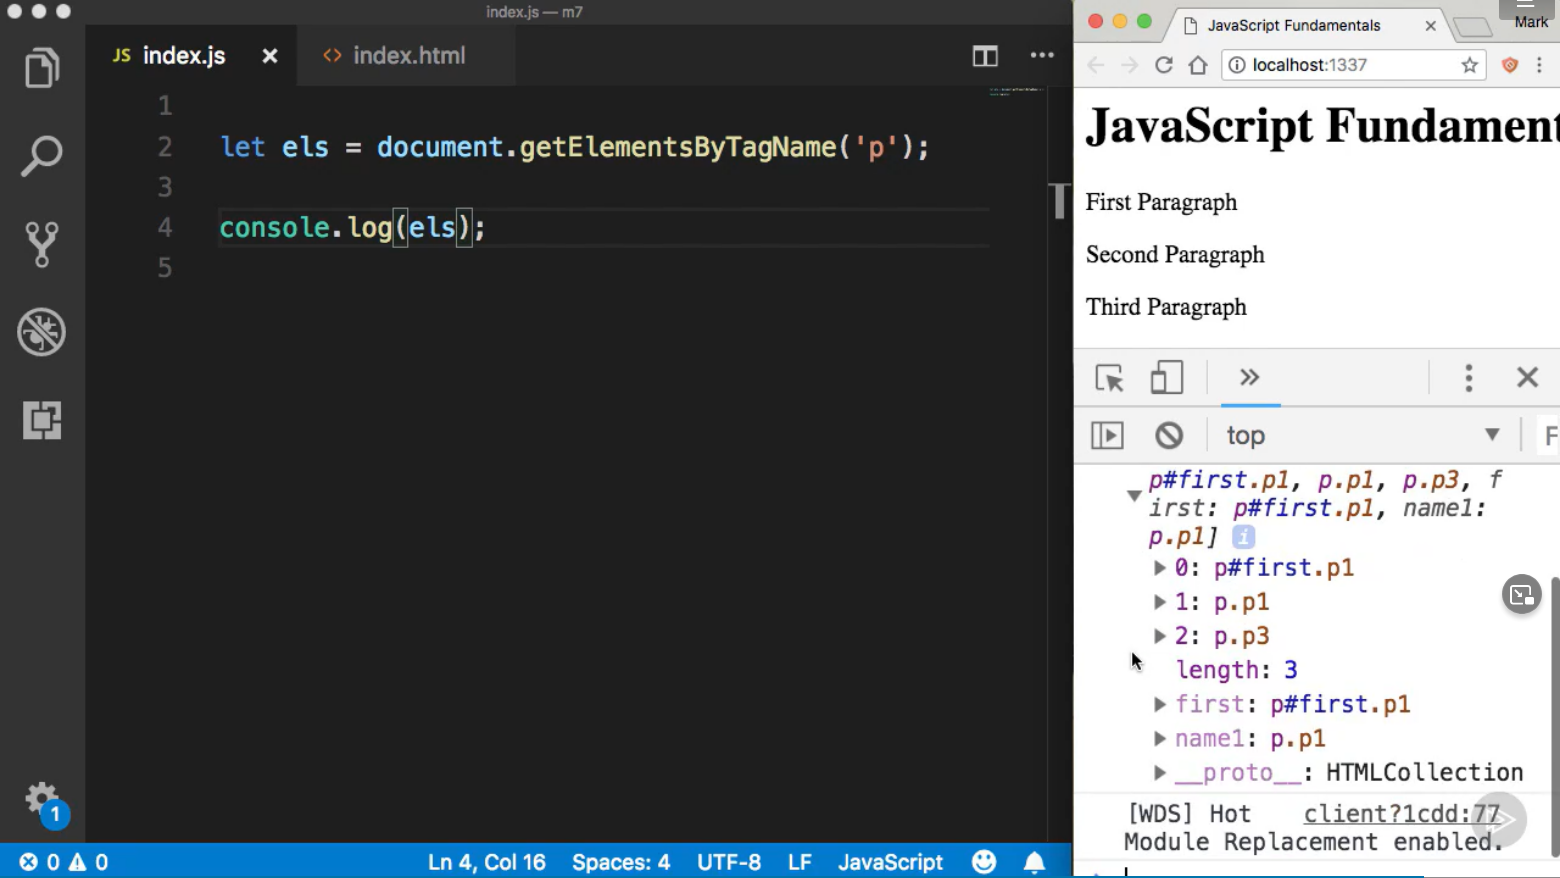 index.js — m7
JS index.js ×
<> index.html
1
2 let els = document.getElementsByTagName('p');
3
4 console.log(els);
5
1
0 0
Ln 4, Col 16 Spaces: 4 UTF-8 LF JavaScript
Mark
JavaScript Fundamentals
localhost:1337
JavaScript Fundament
First Paragraph
Second Paragraph
Third Paragraph
top F
p#first.p1, p.p1, p.p3, f
irst: p#first.p1, name1:
p.p1] i
0: p#first.p1
1: p.p1
2: p.p3
length: 3
first: p#first.p1
name1: p.p1
__proto__: HTMLCollection
[WDS] Hot client?1cdd:77
Module Replacement enabled.